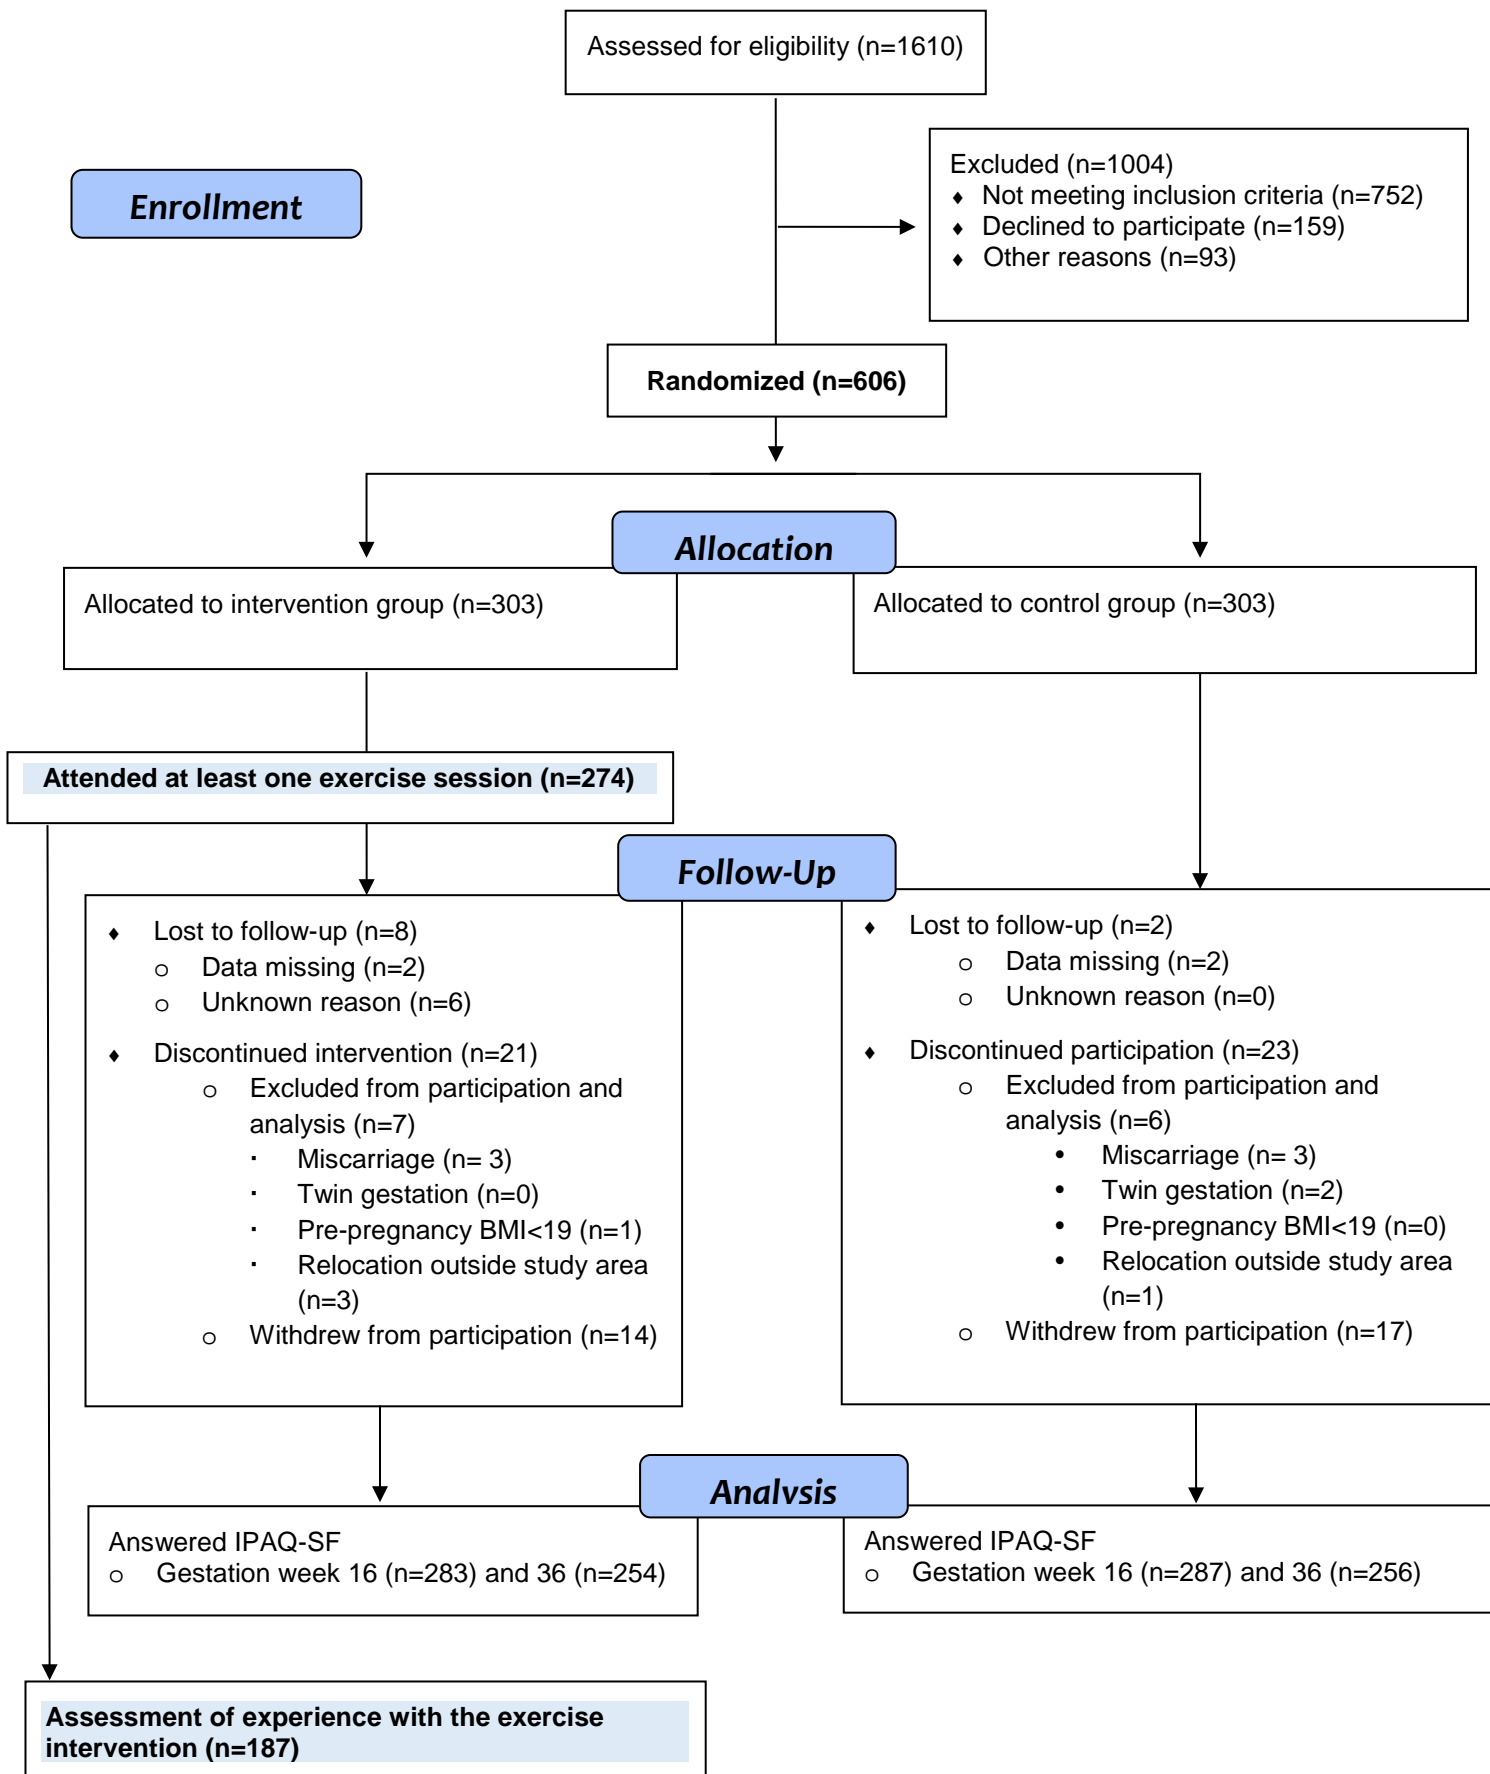 Assessed for eligibility (n=1610)
Excluded (n=1004)
♦ Not meeting inclusion criteria (n=752)
♦ Declined to participate (n=159)
♦ Other reasons (n=93)
Enrollment
Randomized (n=606)
Allocation
Allocated to intervention group (n=303)
Allocated to control group (n=303)
Attended at least one exercise session (n=274)
Follow-Up
♦ Lost to follow-up (n=8)
o Data missing (n=2)
o Unknown reason (n=6)
♦ Discontinued intervention (n=21)
o Excluded from participation and
analysis (n=7)
▪ Miscarriage (n= 3)
▪ Twin gestation (n=0)
▪ Pre-pregnancy BMI<19 (n=1)
▪ Relocation outside study area
(n=3)
o Withdrew from participation (n=14)
♦ Lost to follow-up (n=2)
o Data missing (n=2)
o Unknown reason (n=0)
♦ Discontinued participation (n=23)
o Excluded from participation and
analysis (n=6)
• Miscarriage (n= 3)
• Twin gestation (n=2)
• Pre-pregnancy BMI<19 (n=0)
• Relocation outside study area
(n=1)
o Withdrew from participation (n=17)
Analysis
Answered IPAQ-SF
o Gestation week 16 (n=283) and 36 (n=254)
Answered IPAQ-SF
o Gestation week 16 (n=287) and 36 (n=256)
Assessment of experience with the exercise
intervention (n=187)